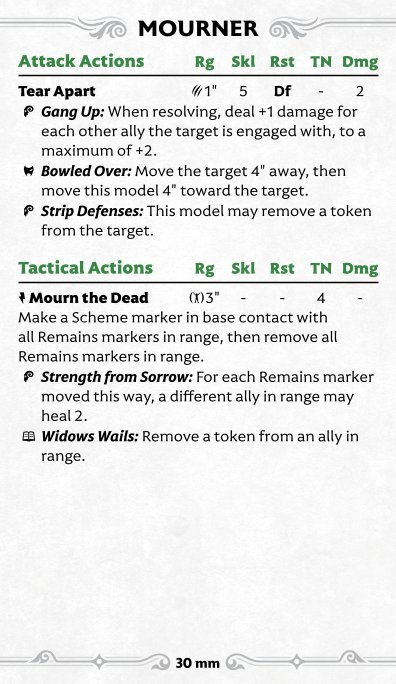 MOURNER
Attack Actions Rg Skl Rst TN Dmg
Tear Apart 1" 5 Df - 2
Gang Up: When resolving, deal +1 damage for
each other ally the target is engaged with, to a
maximum of +2.
Bowled Over: Move the target 4" away, then
move this model 4" toward the target.
Strip Defenses: This model may remove a token
from the target.
Tactical Actions Rg Skl Rst TN Dmg
Mourn the Dead 3" - - 4 -
Make a Scheme marker in base contact with
all Remains markers in range, then remove all
Remains markers in range.
Strength from Sorrow: For each Remains marker
moved this way, a different ally in range may
heal 2.
Widows Wails: Remove a token from an ally in
range.
30 mm